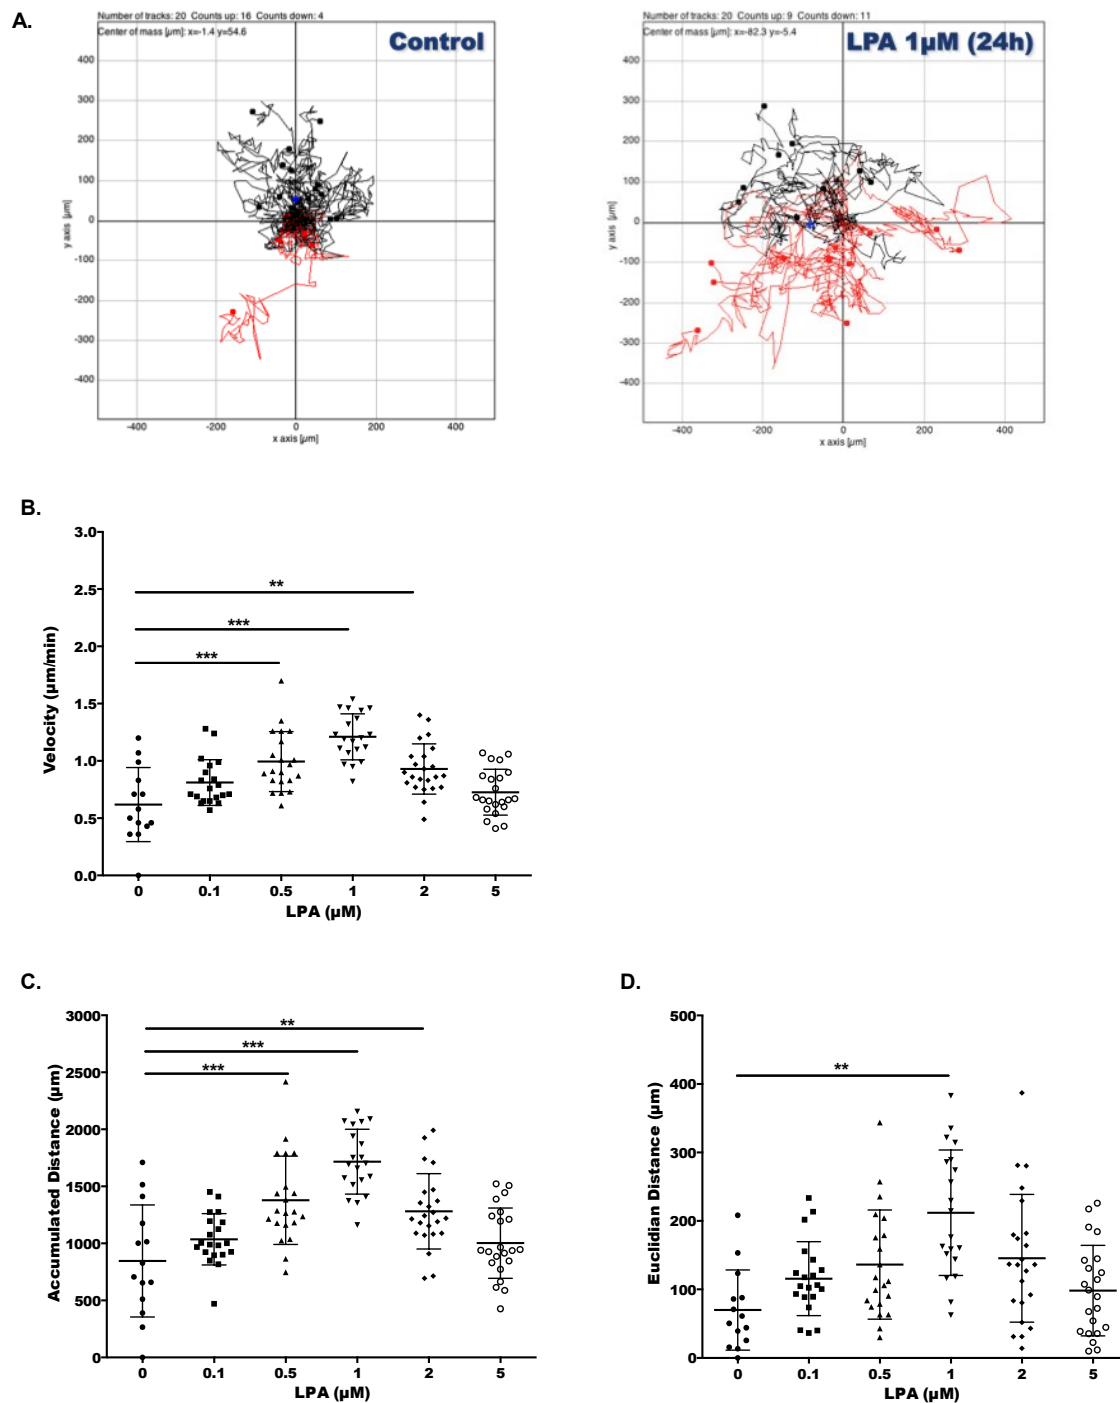 A.
Number of tracks: 20 Counts up: 16 Counts down: 4
Center of mass [µm]: x=-1.4 y=54.6
Control
400
300
200
100
0
-100
-200
-300
-400
y axis [µm]
-400 -200 0 200 400
x axis [µm]
Number of tracks: 20 Counts up: 9 Counts down: 11
Center of mass [µm]: x=-82.3 y=-5.4
LPA 1µM (24h)
400
300
200
100
0
-100
-200
-300
-400
y axis [µm]
-400 -200 0 200 400
x axis [µm]
B.
3.0
2.5
2.0
1.5
1.0
0.5
0.0
Velocity (µm/min)
**
***
***
0 0.1 0.5 1 2 5
LPA (µM)
C.
3000
2500
2000
1500
1000
500
0
Accumulated Distance (µm)
**
***
***
0 0.1 0.5 1 2 5
LPA (µM)
D.
500
400
300
200
100
0
Euclidian Distance (µm)
**
0 0.1 0.5 1 2 5
LPA (µM)